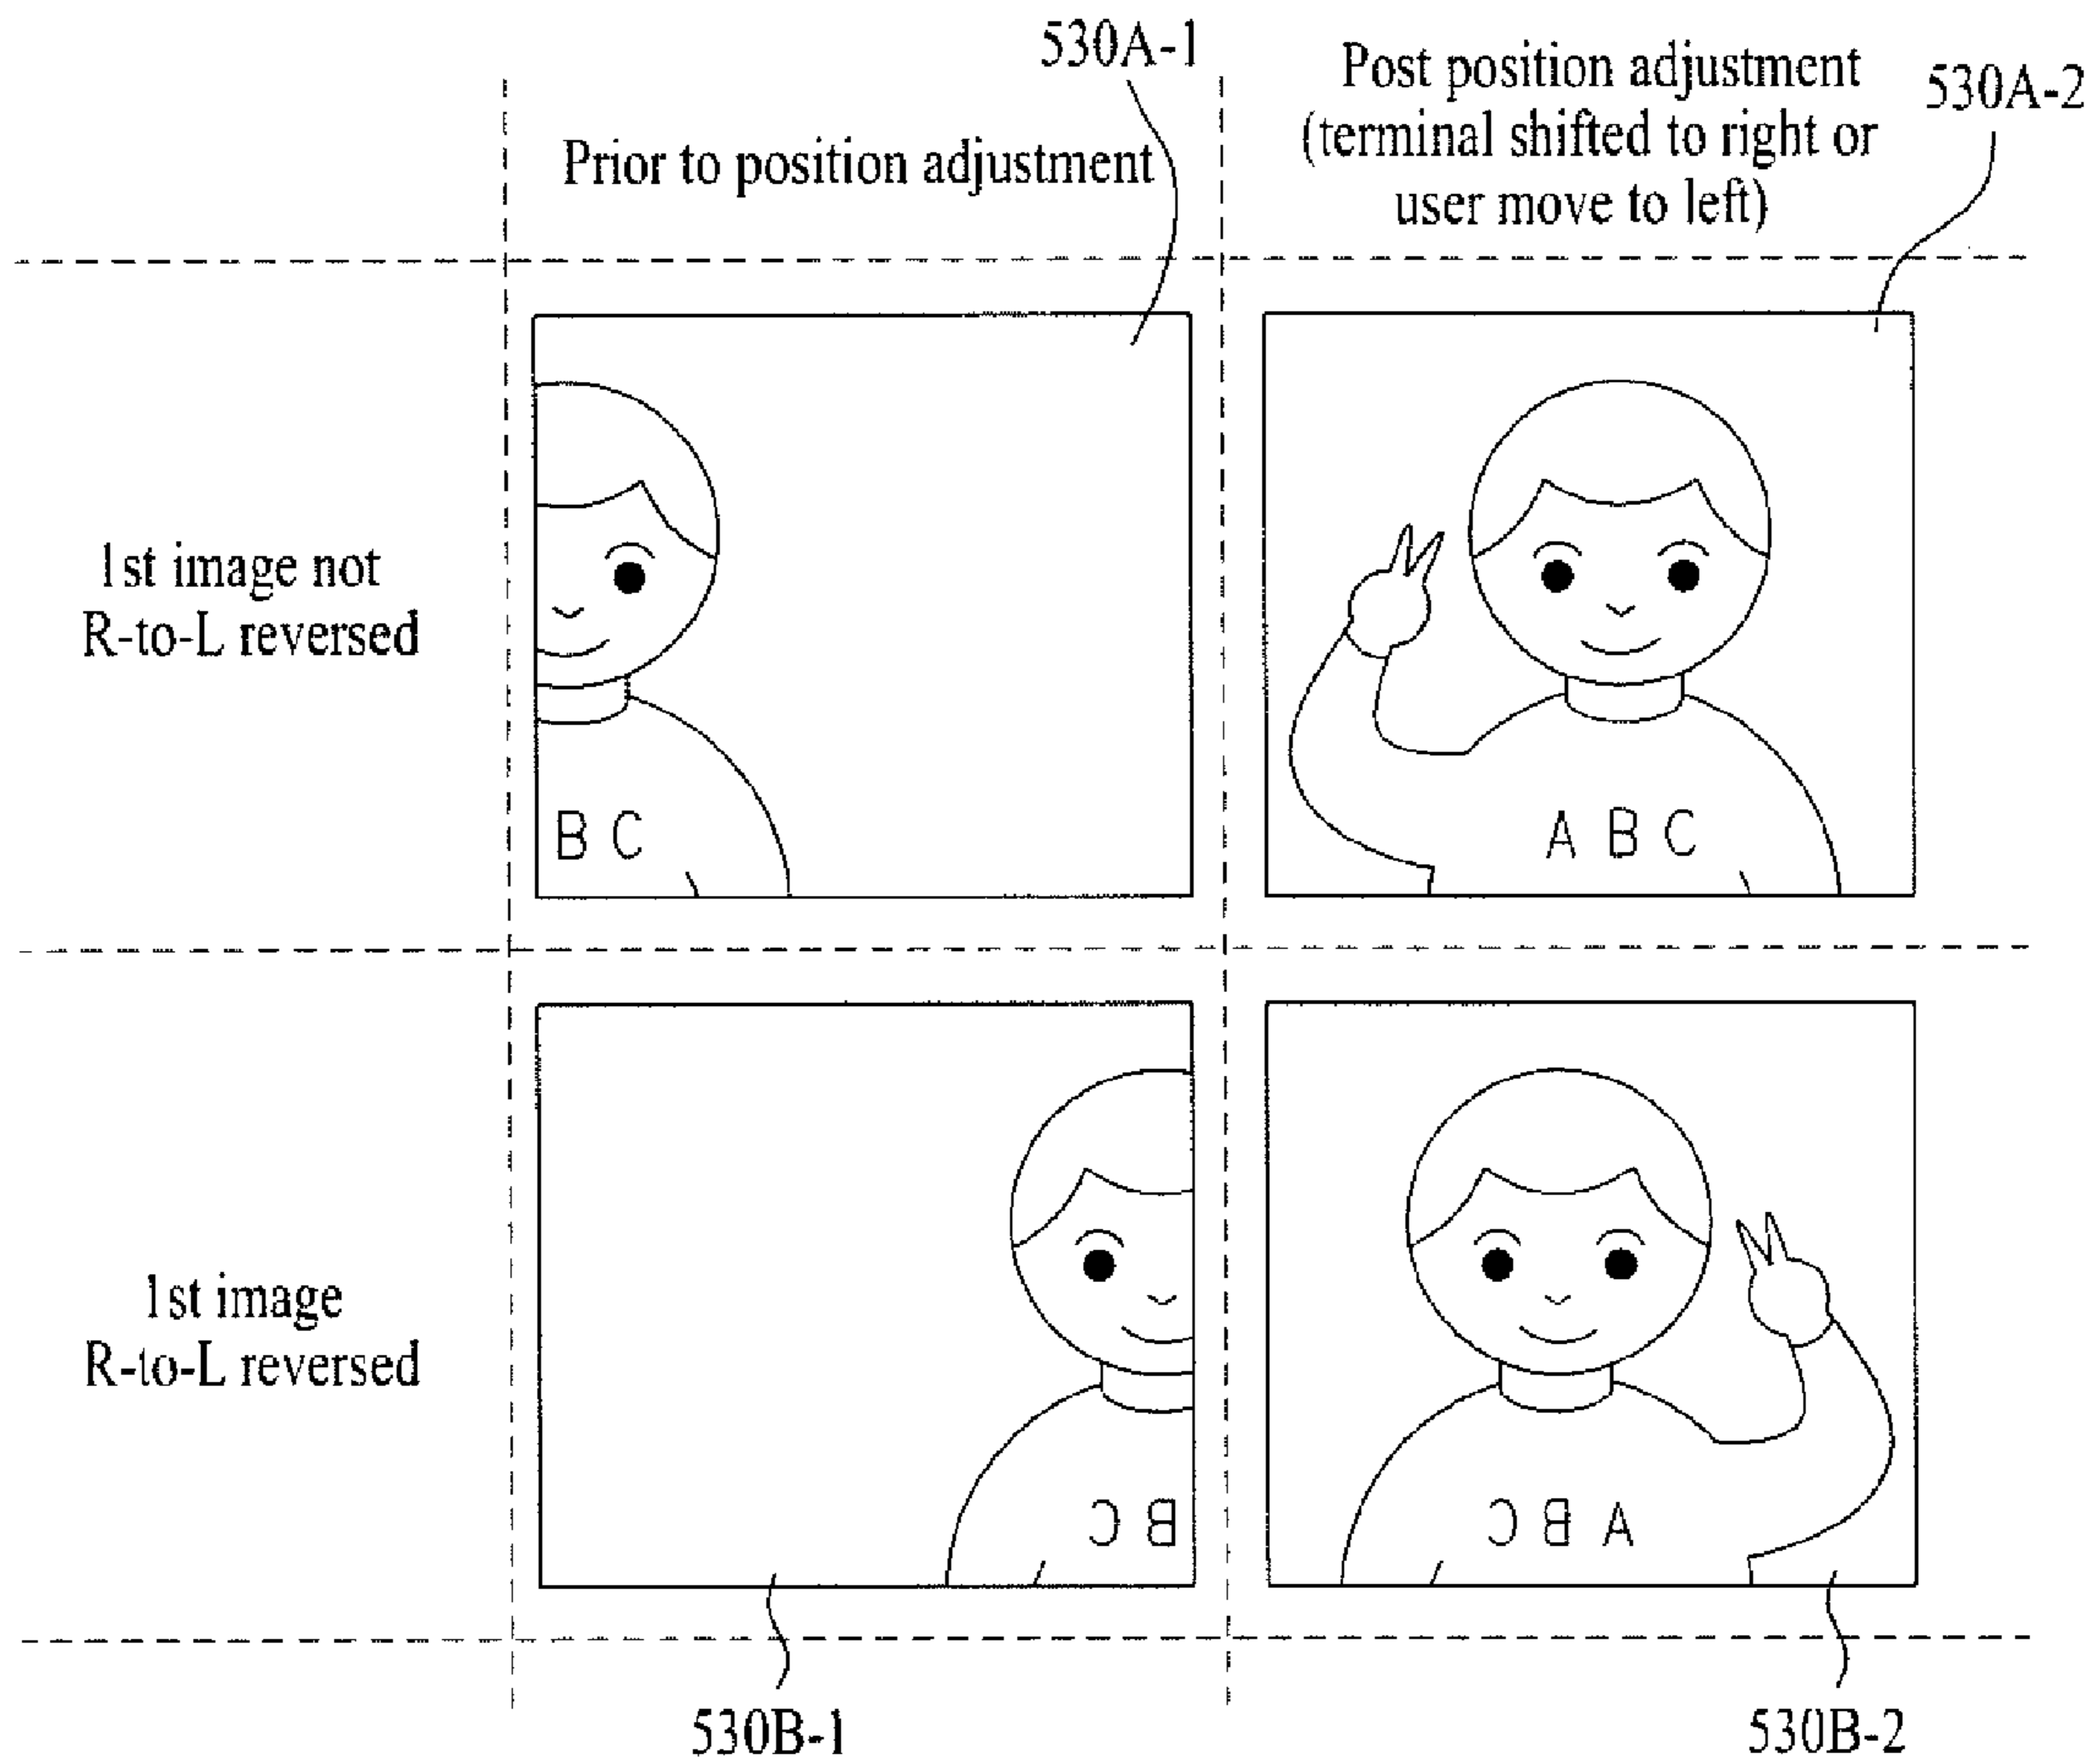 530A-1
Post position adjustment
(terminal shifted to right or
user move to left)
530A-2
Prior to position adjustment
1st image not
R-to-L reversed
B C
A B C
1st image
R-to-L reversed
C B
C B A
530B-1
530B-2